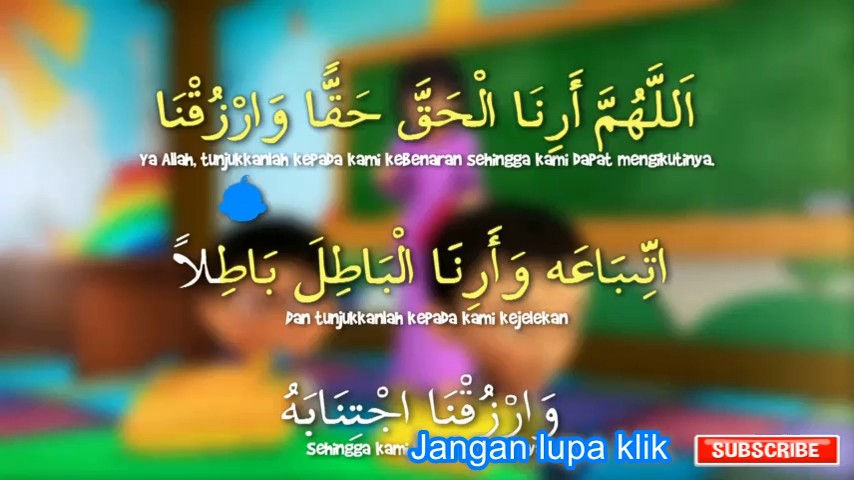 اَللَّهُمَّ أَرِنَا الْحَقَّ حَقًّا وَارْزُقْنَا
Ya Allah, tunjukkanlah kepada kami kebenaran sehingga kami dapat mengikutinya.
اتِّبَاعَه وَأَرِنَا الْبَاطِلَ بَاطِلاً
Dan tunjukkanlah kepada kami kejelekan
وَارْزُقْنَا اجْتِنَابَهُ
Sehingga kami
Jangan lupa klik
SUBSCRIBE